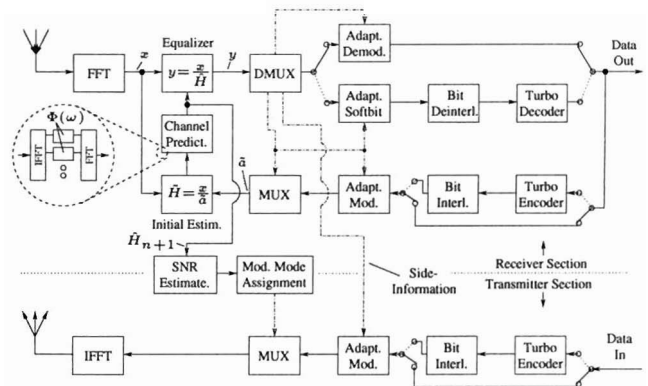 x
Equalizer
y
Adapt.
Demod.
Data
Out
FFT
y = x/Ĥ
DMUX
Φ(ω)
IFFT
FFT
Channel
Predict.
Adapt.
Softbit
Bit
Deinterl.
Turbo
Decoder
H̃ = x/ã
ã
MUX
Adapt.
Mod.
Bit
Interl.
Turbo
Encoder
Initial Estim.
Ĥn+1
SNR
Estimate.
Mod. Mode
Assignment
Side-
Information
Receiver Section
Transmitter Section
IFFT
MUX
Adapt.
Mod.
Bit
Interl.
Turbo
Encoder
Data
In